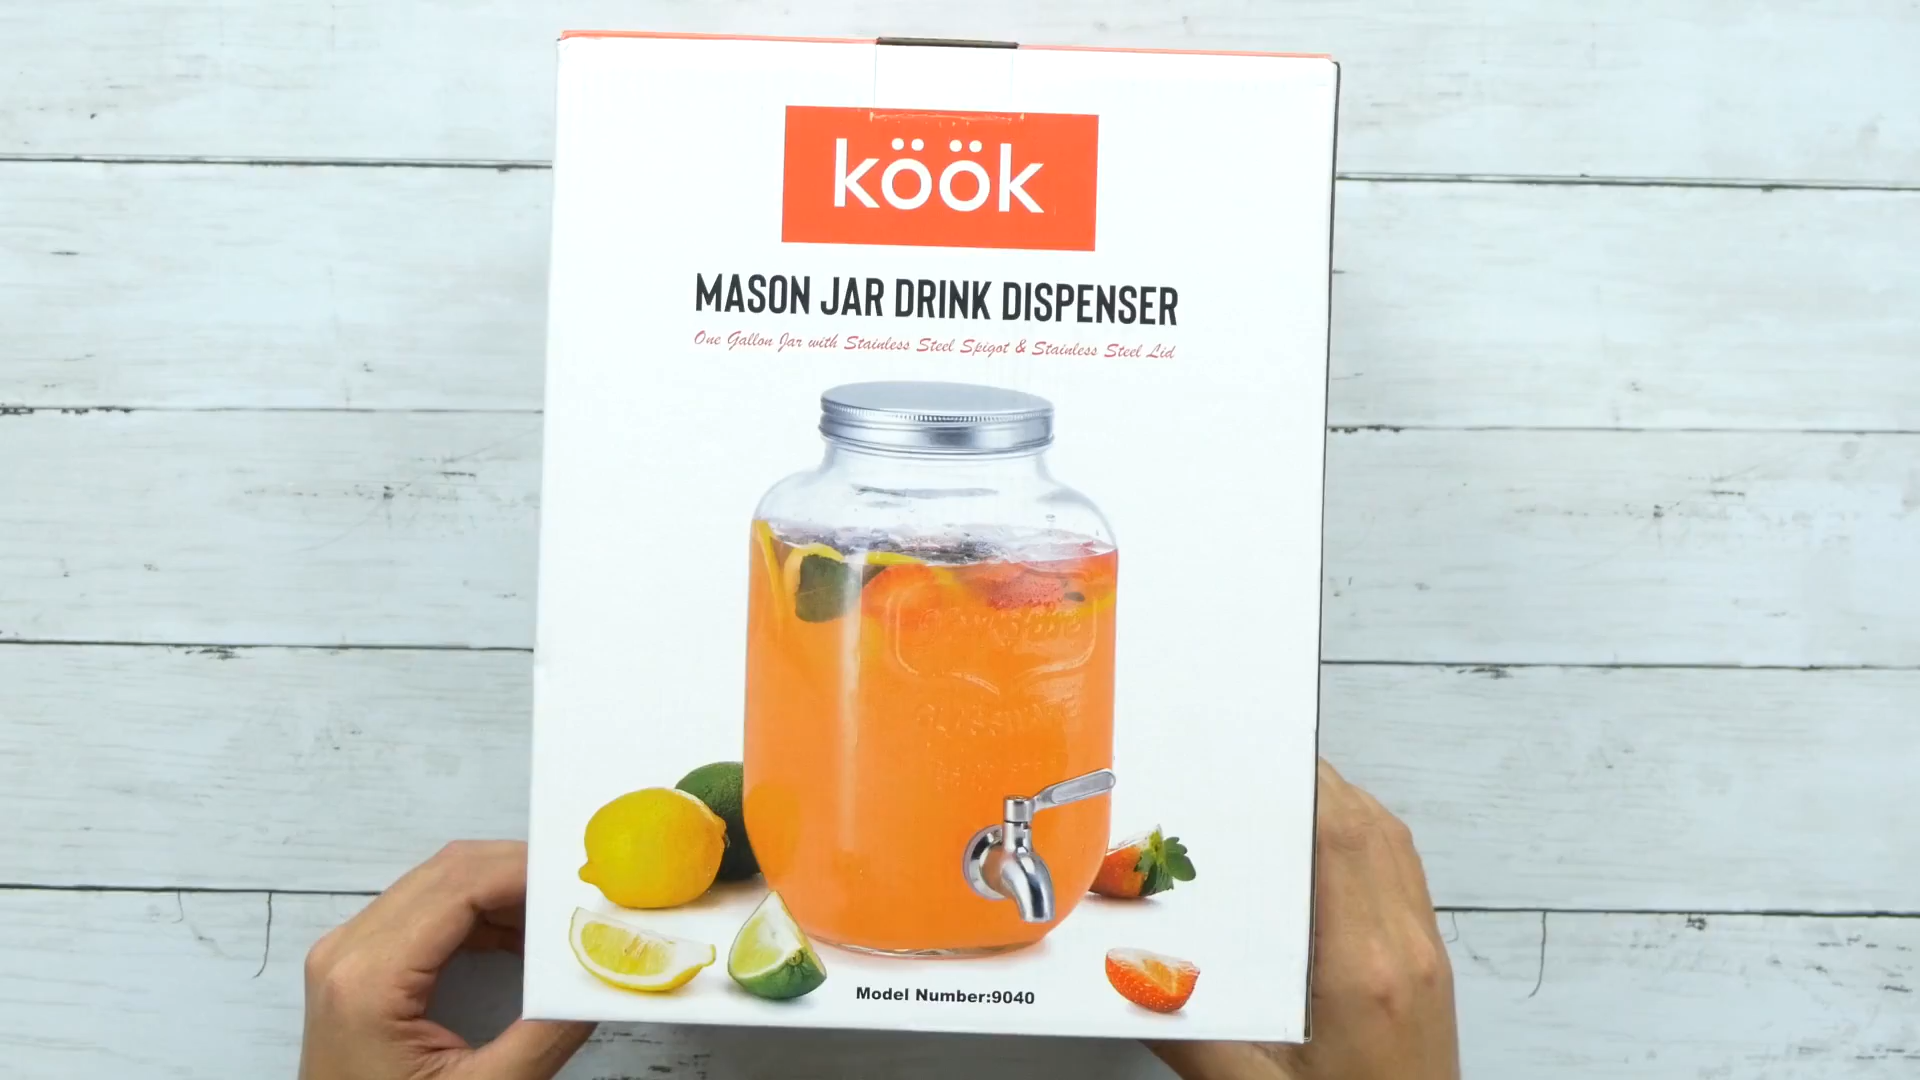 köök
MASON JAR DRINK DISPENSER
One Gallon Jar with Stainless Steel Spigot & Stainless Steel Lid
Model Number:9040